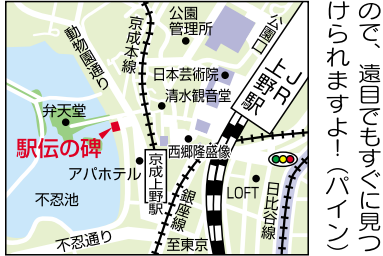 ので、遠目でもすぐに見つ
けられますよ!(パイン)
公園
管理所
公園口
動物園通り
京成本線
日本芸術院
清水観音堂
JR
上野駅
弁天堂
駅伝の碑
西郷隆盛像
アパホテル
京成上野駅
銀座線
LOFT
日比谷線
不忍池
不忍通り
至東京